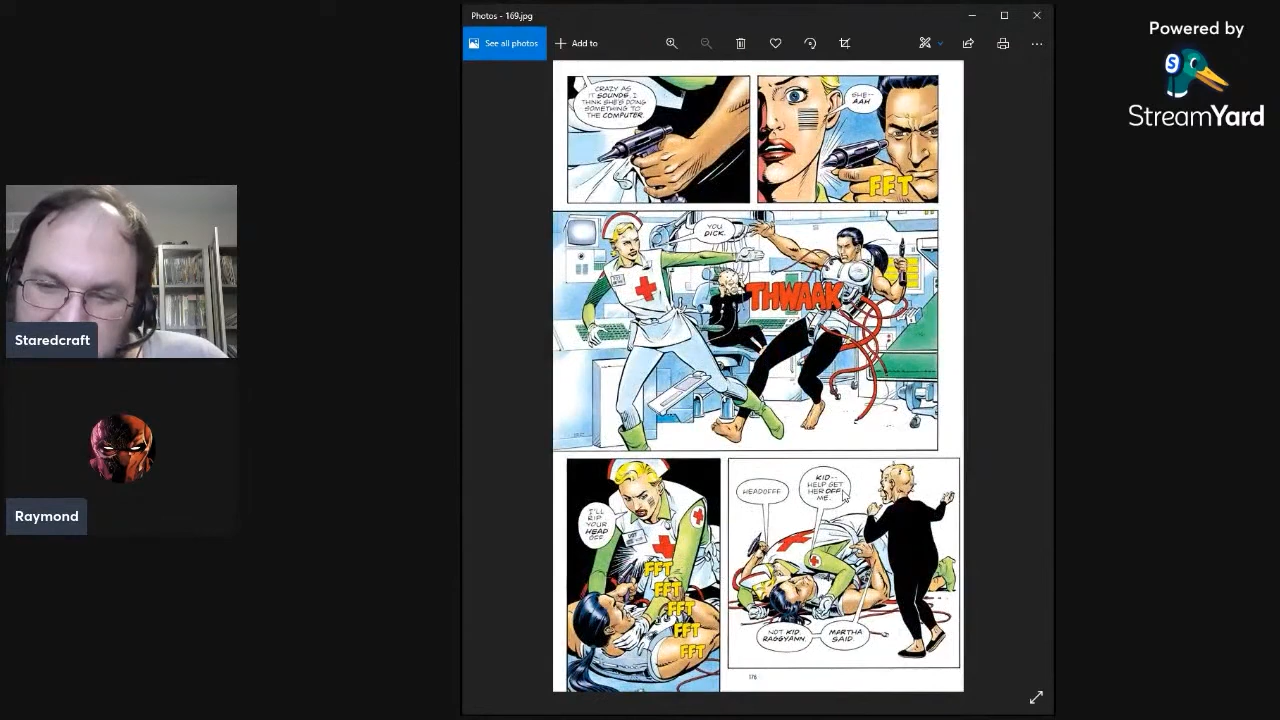 Photos - 169.jpg
See all photos
Add to
Powered by
StreamYard
S
CRAZY AS
IT SOUNDS, I
THINK SHE'S DOING
SOMETHING TO
THE COMPUTER.
SHE--
AAH
FFT
YOU
DICK.
THWAAK
I'LL
RIP
YOUR
HEAD
OFF.
FFT
FFT
FFT
FFT
FFT
HEADOFFF.
KID--
HELP GET
HER OFF
ME.
NOT KID.
RAGGYANN.
MARTHA
SAID.
176
Staredcraft
Raymond